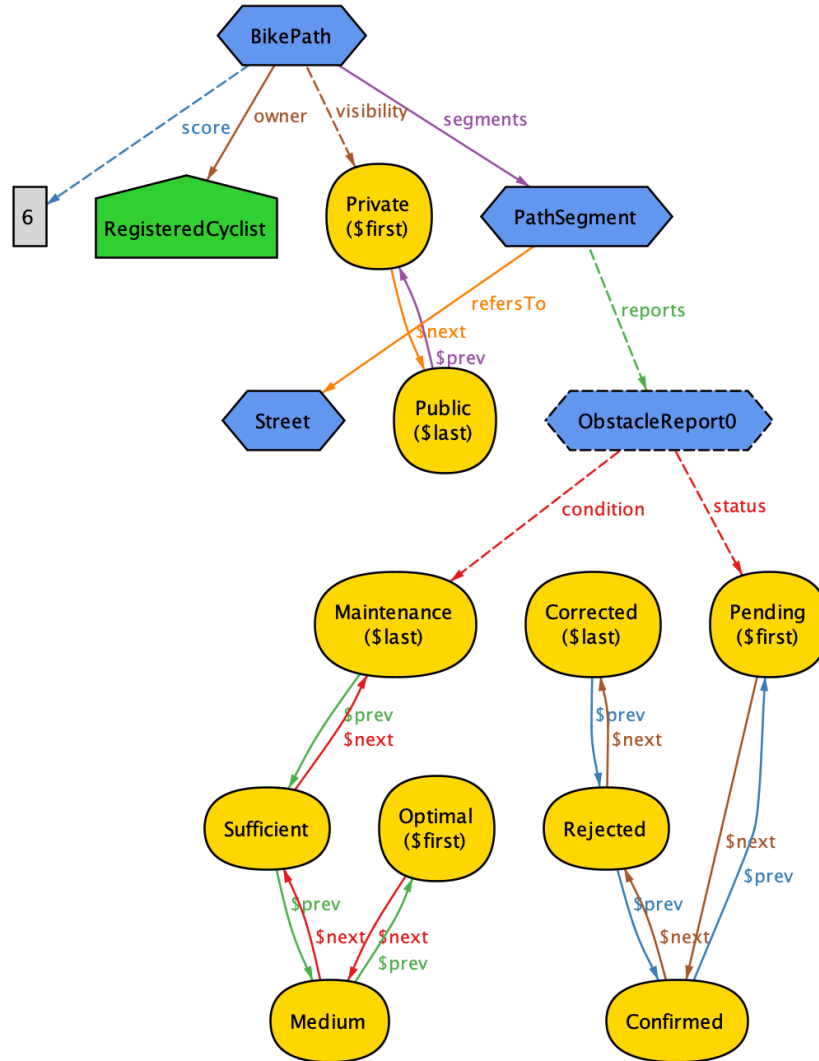 BikePath
score
owner
visibility
segments
6
RegisteredCyclist
Private
($first)
PathSegment
refersTo
reports
$next
$prev
Street
Public
($last)
ObstacleReport0
condition
status
Maintenance
($last)
Corrected
($last)
Pending
($first)
$prev
$next
$prev
$next
Sufficient
Optimal
($first)
Rejected
$next
$prev
$prev
$next
$next
$prev
$prev
$next
Medium
Confirmed